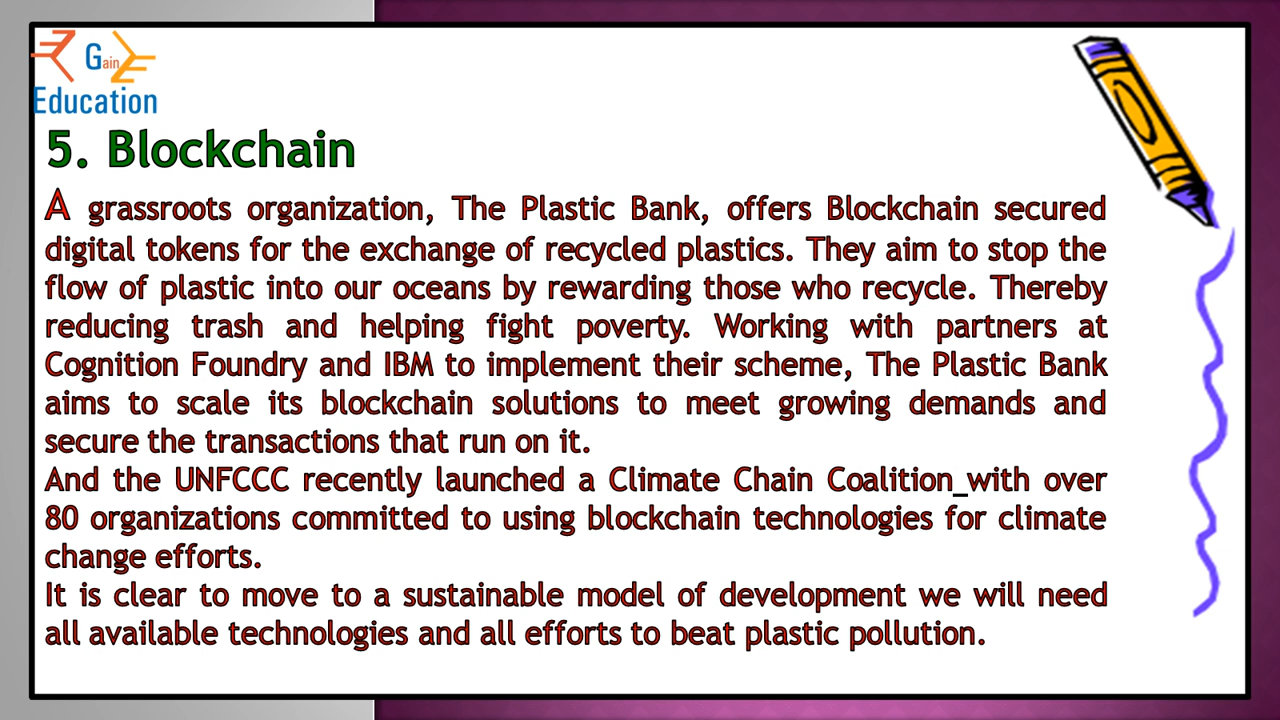 Gain
Education
5. Blockchain
A grassroots organization, The Plastic Bank, offers Blockchain secured
digital tokens for the exchange of recycled plastics. They aim to stop the
flow of plastic into our oceans by rewarding those who recycle. Thereby
reducing trash and helping fight poverty. Working with partners at
Cognition Foundry and IBM to implement their scheme, The Plastic Bank
aims to scale its blockchain solutions to meet growing demands and
secure the transactions that run on it.
And the UNFCCC recently launched a Climate Chain Coalition_with over
80 organizations committed to using blockchain technologies for climate
change efforts.
It is clear to move to a sustainable model of development we will need
all available technologies and all efforts to beat plastic pollution.